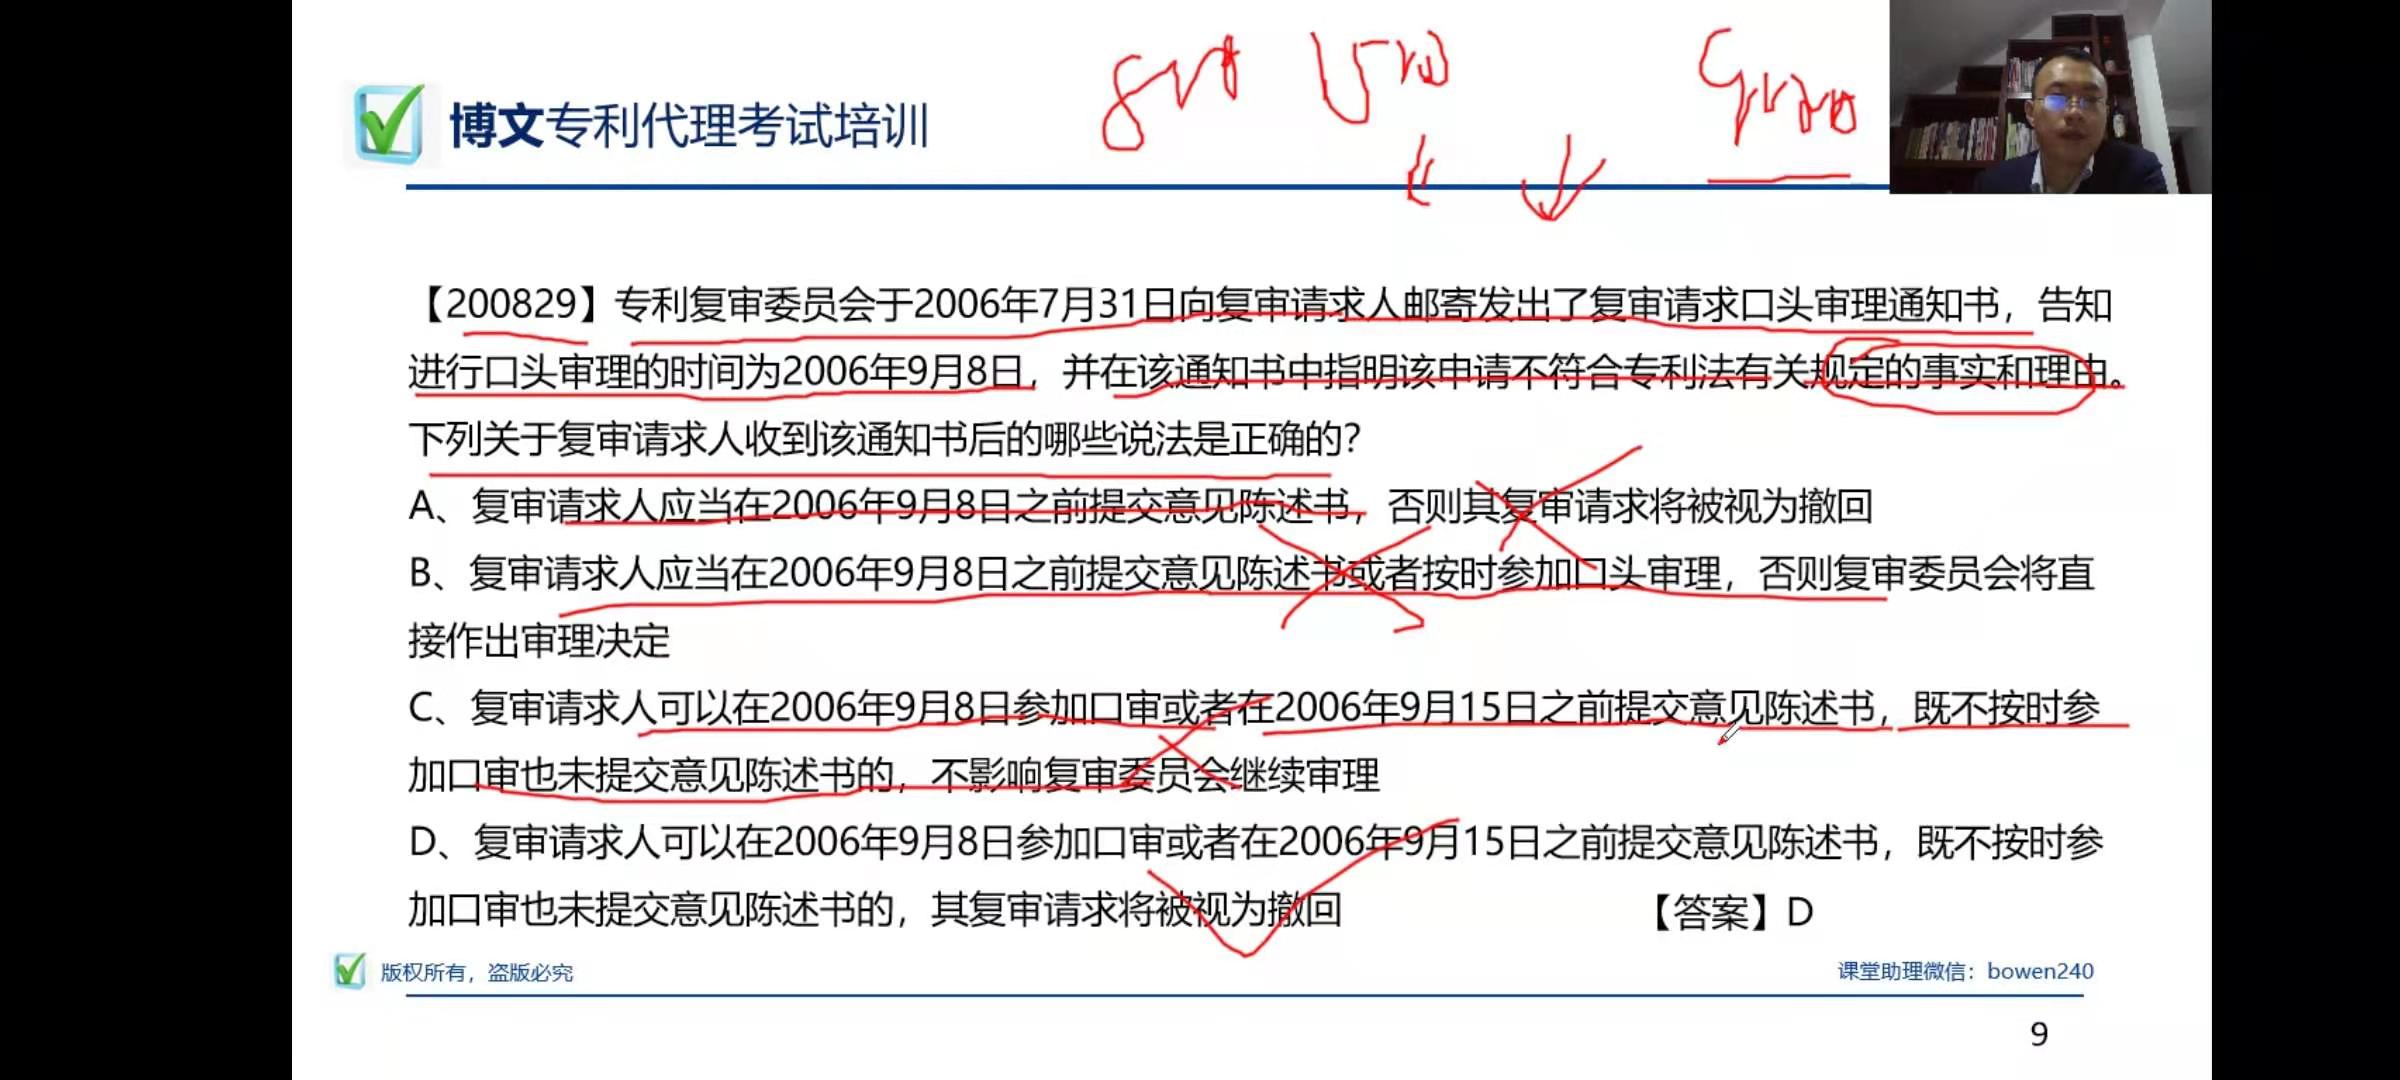 博文专利代理考试培训
【200829】专利复审委员会于2006年7月31日向复审请求人邮寄发出了复审请求口头审理通知书，告知
进行口头审理的时间为2006年9月8日，并在该通知书中指明该申请不符合专利法有关规定的事实和理由。
下列关于复审请求人收到该通知书后的哪些说法是正确的？
A、复审请求人应当在2006年9月8日之前提交意见陈述书，否则其复审请求将被视为撤回
B、复审请求人应当在2006年9月8日之前提交意见陈述书或者按时参加口头审理，否则复审委员会将直
接作出审理决定
C、复审请求人可以在2006年9月8日参加口审或者在2006年9月15日之前提交意见陈述书，既不按时参
加口审也未提交意见陈述书的，不影响复审委员会继续审理
D、复审请求人可以在2006年9月8日参加口审或者在2006年9月15日之前提交意见陈述书，既不按时参
加口审也未提交意见陈述书的，其复审请求将被视为撤回
【答案】D
版权所有，盗版必究
课堂助理微信：bowen240
9